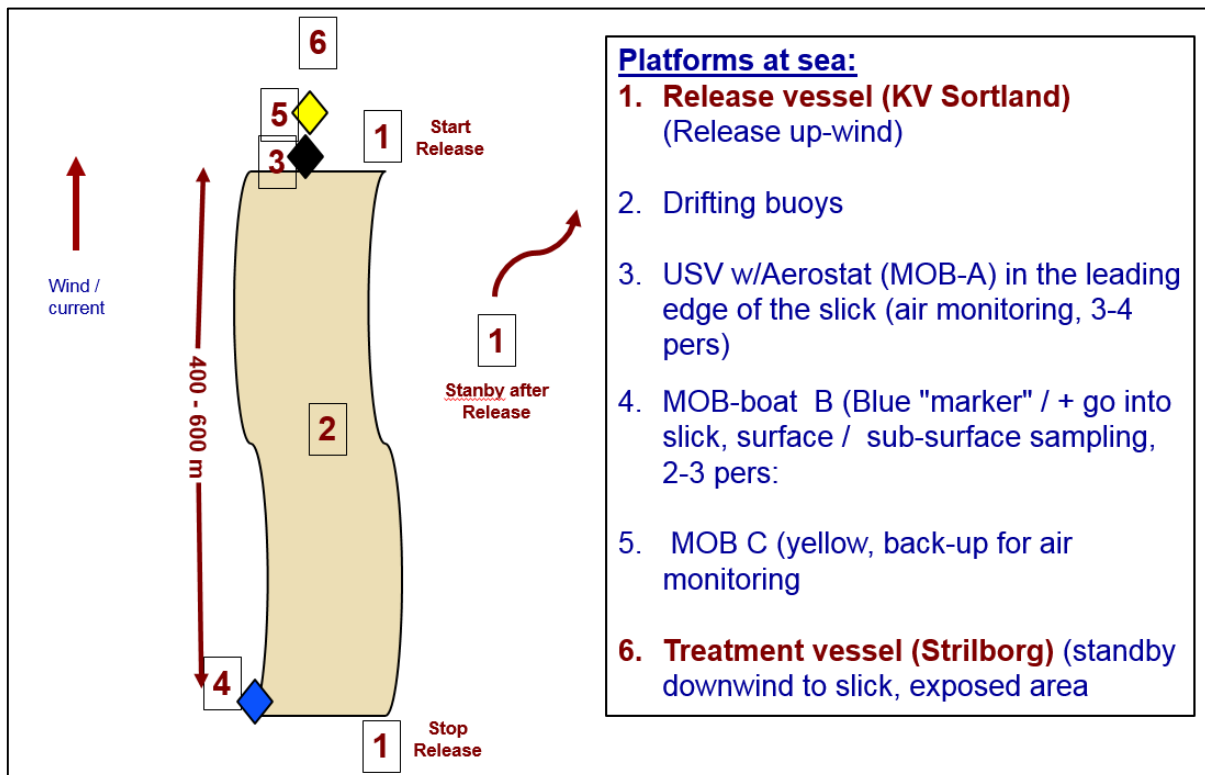 6
5
3
1
Start
Release
Wind /
current
400 - 600 m
1
Stanby after
Release
2
4
1
Stop
Release
Platforms at sea:
1. Release vessel (KV Sortland)
(Release up-wind)
2. Drifting buoys
3. USV w/Aerostat (MOB-A) in the leading
edge of the slick (air monitoring, 3-4
pers)
4. MOB-boat B (Blue "marker" / + go into
slick, surface / sub-surface sampling,
2-3 pers:
5. MOB C (yellow, back-up for air
monitoring
6. Treatment vessel (Strilborg) (standby
downwind to slick, exposed area